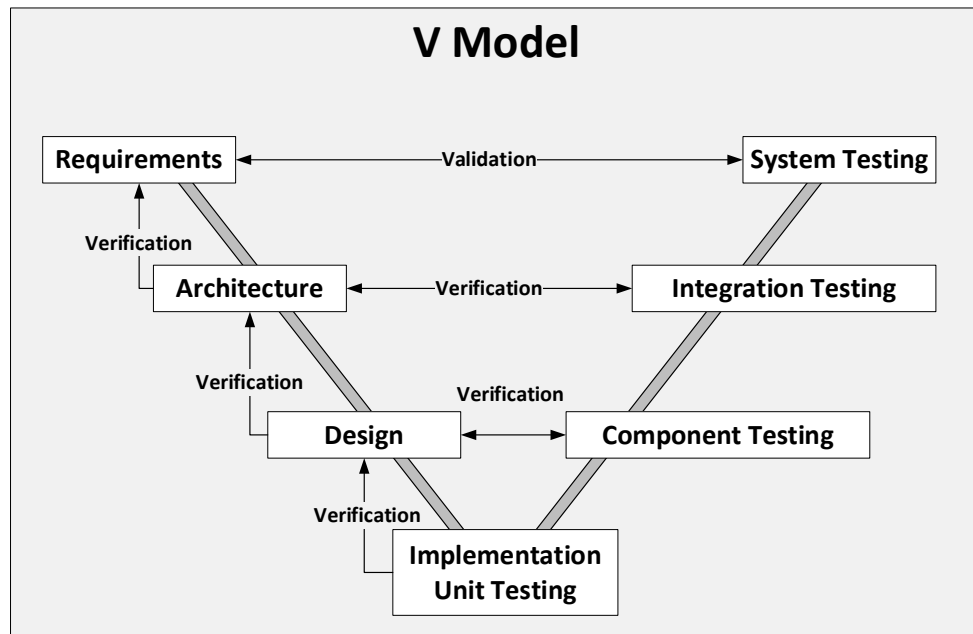 V Model
Requirements
Validation
System Testing
Verification
Architecture
Verification
Integration Testing
Verification
Verification
Design
Component Testing
Verification
Implementation
Unit Testing